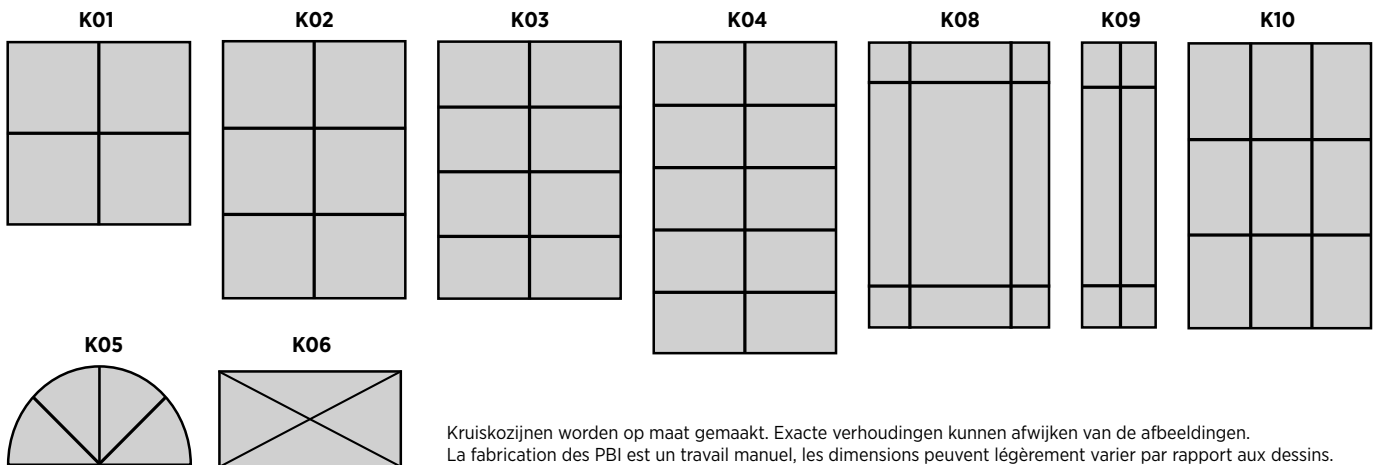 K01 K02 K03 K04 K08 K09 K10
K05 K06
Kruiskozijnen worden op maat gemaakt. Exacte verhoudingen kunnen afwijken van de afbeeldingen.
La fabrication des PBI est un travail manuel, les dimensions peuvent légèrement varier par rapport aux dessins.